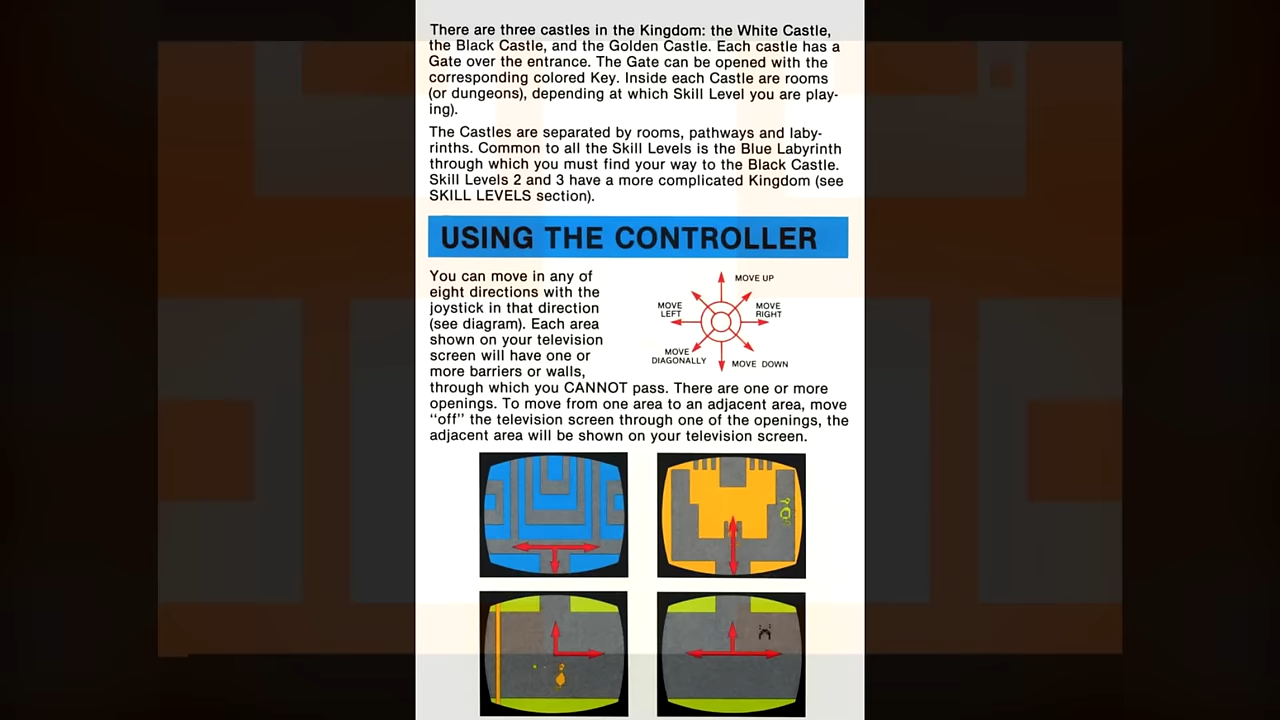 There are three castles in the Kingdom: the White Castle,
the Black Castle, and the Golden Castle. Each castle has a
Gate over the entrance. The Gate can be opened with the
corresponding colored Key. Inside each Castle are rooms
(or dungeons), depending at which Skill Level you are play-
ing).
The Castles are separated by rooms, pathways and laby-
rinths. Common to all the Skill Levels is the Blue Labyrinth
through which you must find your way to the Black Castle.
Skill Levels 2 and 3 have a more complicated Kingdom (see
SKILL LEVELS section).
USING THE CONTROLLER
You can move in any of
eight directions with the
joystick in that direction
(see diagram). Each area
shown on your television
screen will have one or
more barriers or walls,
through which you CANNOT pass. There are one or more
openings. To move from one area to an adjacent area, move
"off" the television screen through one of the openings, the
adjacent area will be shown on your television screen.
MOVE UP
MOVE
LEFT
MOVE
RIGHT
MOVE
DIAGONALLY
MOVE DOWN